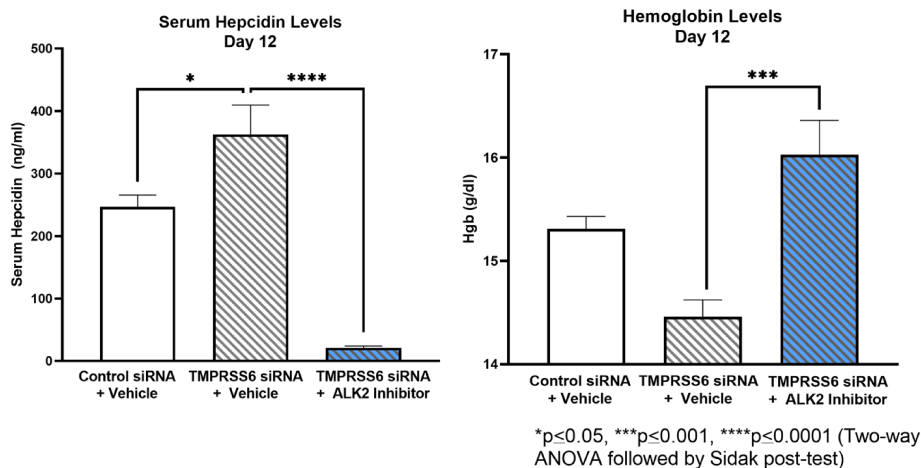 Serum Hepcidin Levels
Day 12
Serum Hepcidin (ng/ml)
500
400
300
200
100
0
*
****
Control siRNA
+ Vehicle
TMPRSS6 siRNA
+ Vehicle
TMPRSS6 siRNA
+ ALK2 Inhibitor
Hemoglobin Levels
Day 12
Hgb (g/dl)
17
16
15
14
***
Control siRNA
+ Vehicle
TMPRSS6 siRNA
+ Vehicle
TMPRSS6 siRNA
+ ALK2 Inhibitor
*p≤0.05, ***p≤0.001, ****p≤0.0001 (Two-way
ANOVA followed by Sidak post-test)